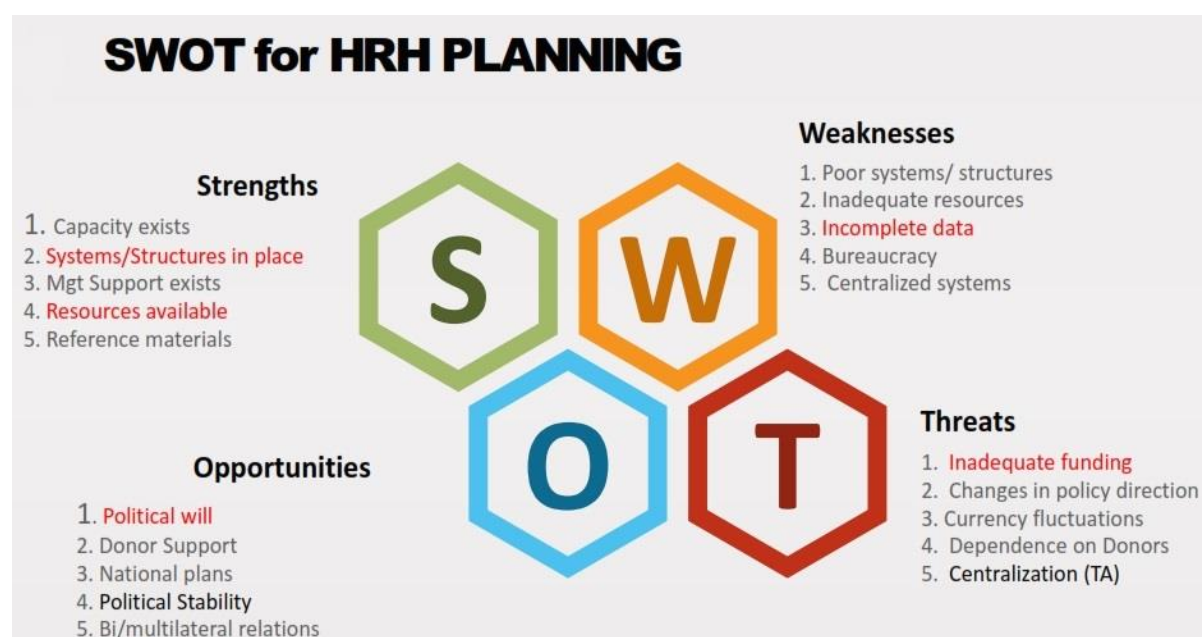 SWOT for HRH PLANNING
Strengths
1. Capacity exists
2. Systems/Structures in place
3. Mgt Support exists
4. Resources available
5. Reference materials
S
W
Weaknesses
1. Poor systems/ structures
2. Inadequate resources
3. Incomplete data
4. Bureaucracy
5. Centralized systems
Opportunities
1. Political will
2. Donor Support
3. National plans
4. Political Stability
5. Bi/multilateral relations
O
T
Threats
1. Inadequate funding
2. Changes in policy direction
3. Currency fluctuations
4. Dependence on Donors
5. Centralization (TA)